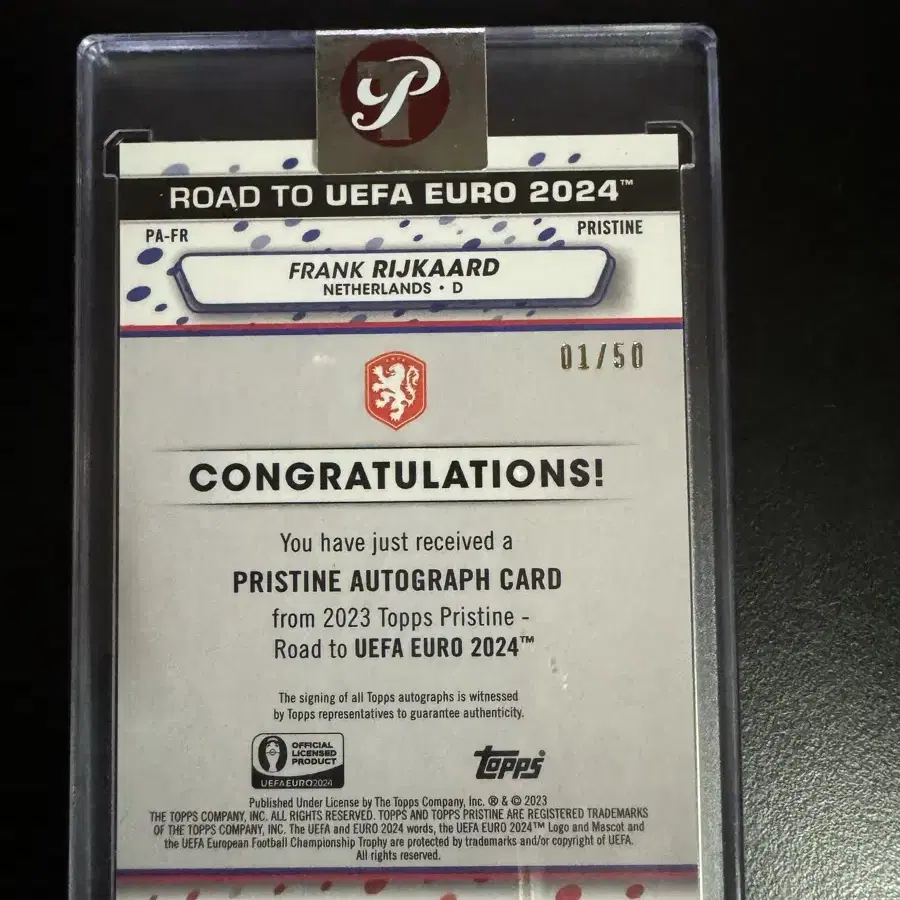 P
ROAD TO UEFA EURO 2024™
PA-FR
PRISTINE
FRANK RIJKAARD
NETHERLANDS • D
01/50
CONGRATULATIONS!
You have just received a
PRISTINE AUTOGRAPH CARD
from 2023 Topps Pristine -
Road to UEFA EURO 2024™
The signing of all Topps autographs is witnessed
by Topps representatives to guarantee authenticity.
OFFICIAL
LICENSED
PRODUCT
UEFA EURO2024
Topps
Published Under License by The Topps Company, Inc. ® & © 2023
THE TOPPS COMPANY, INC. ALL RIGHTS RESERVED. TOPPS AND TOPPS PRISTINE ARE REGISTERED TRADEMARKS
OF THE TOPPS COMPANY, INC. The UEFA and EURO 2024 words, the UEFA EURO 2024™ Logo and Mascot and
the UEFA European Football Championship Trophy are protected by trademarks and/or copyright of UEFA.
All rights reserved.